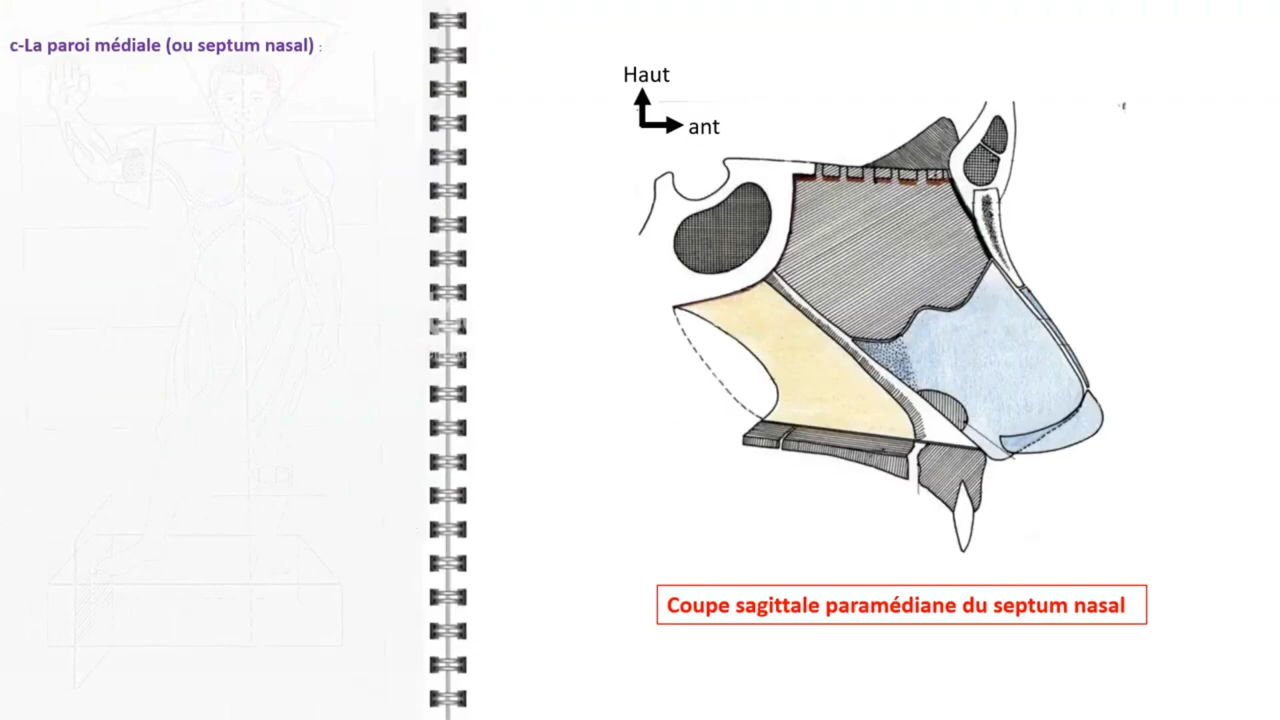 c-La paroi médiale (ou septum nasal) :
Haut
ant
Coupe sagittale paramédiane du septum nasal